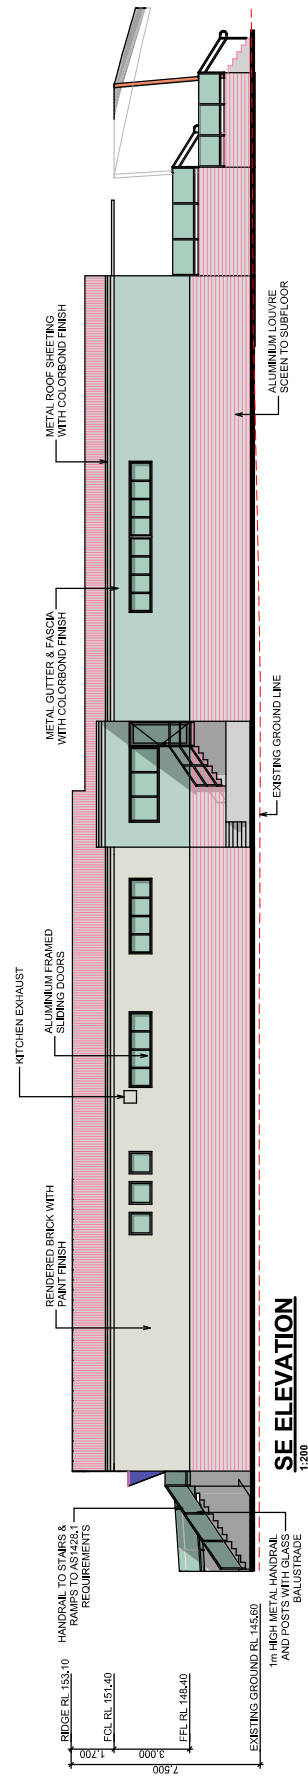 HANDRAIL TO STAIRS &
RAMPS TO AS1428.1
REQUIREMENTS
RENDERED BRICK WITH
PAINT FINISH
KITCHEN EXHAUST
ALUMINIUM FRAMED
SLIDING DOORS
METAL GUTTER & FASCIA
WITH COLORBOND FINISH
METAL ROOF SHEETING
WITH COLORBOND FINISH
RIDGE RL 153.10
FCL RL 151.40
FFL RL 148.40
EXISTING GROUND RL 145.60
1,700
3,000
7,500
1m HIGH METAL HANDRAIL
AND POSTS WITH GLASS
BALUSTRADE
EXISTING GROUND LINE
ALUMINIUM LOUVRE
SCEEN TO SUBFLOOR
SE ELEVATION
1:200